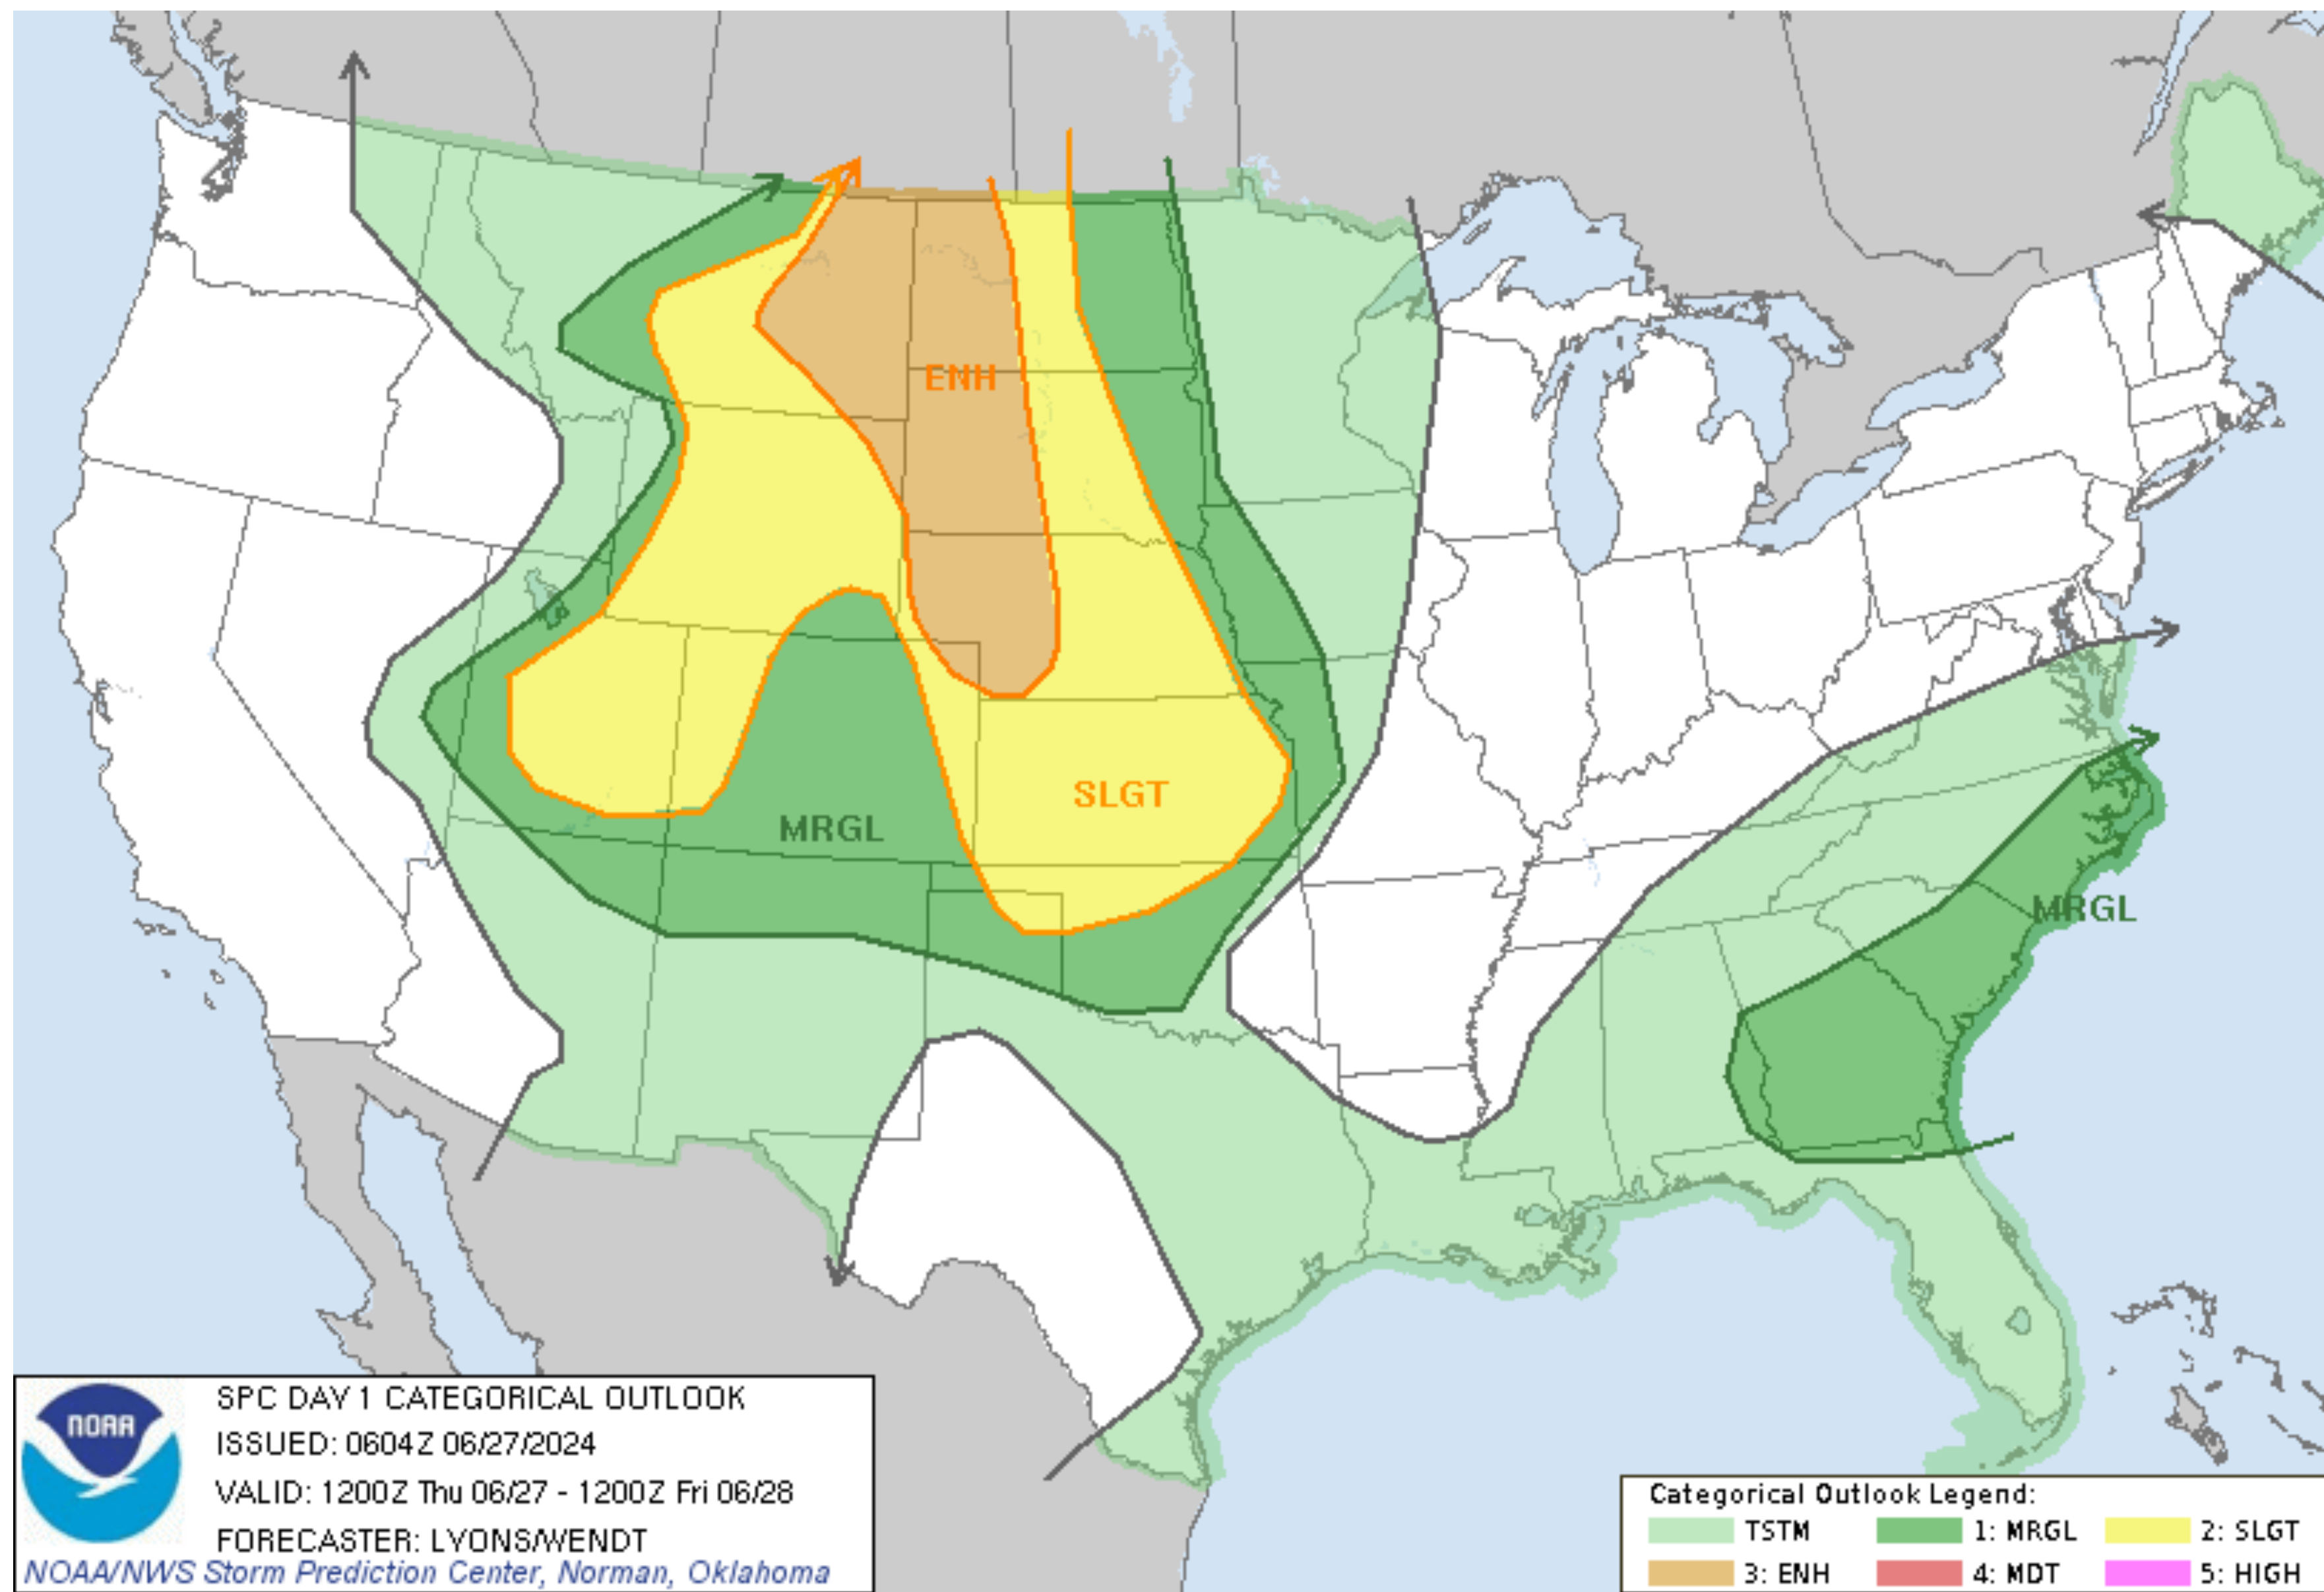 ENH
SLGT
MRGL
MRGL
NOAA
SPC DAY 1 CATEGORICAL OUTLOOK
ISSUED: 0604Z 06/27/2024
VALID: 1200Z Thu 06/27 - 1200Z Fri 06/28
FORECASTER: LYONS/WENDT
NOAA/NWS Storm Prediction Center, Norman, Oklahoma
Categorical Outlook Legend:
TSTM 1: MRGL 2: SLGT
3: ENH 4: MDT 5: HIGH